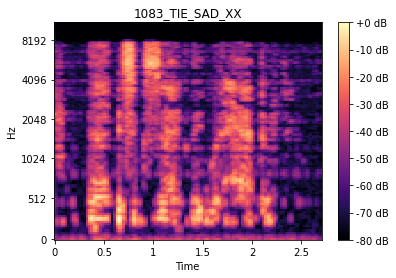 1083_TIE_SAD_XX
+0 dB
8192
-10 dB
4096
-20 dB
-30 dB
2048
Hz
-40 dB
1024
-50 dB
512
-60 dB
-70 dB
0
-80 dB
0 0.5 1 1.5 2 2.5
Time